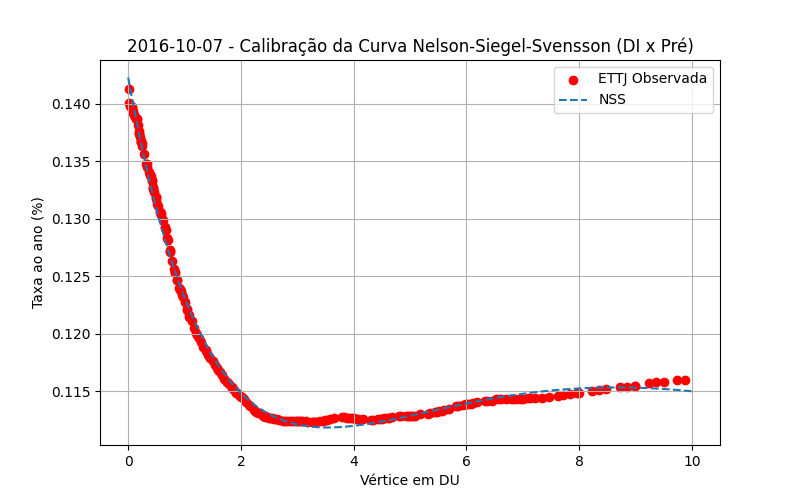 2016-10-07 - Calibração da Curva Nelson-Siegel-Svensson (DI x Pré)
ETTJ Observada
NSS
Taxa ao ano (%)
0.140
0.135
0.130
0.125
0.120
0.115
0 2 4 6 8 10
Vértice em DU